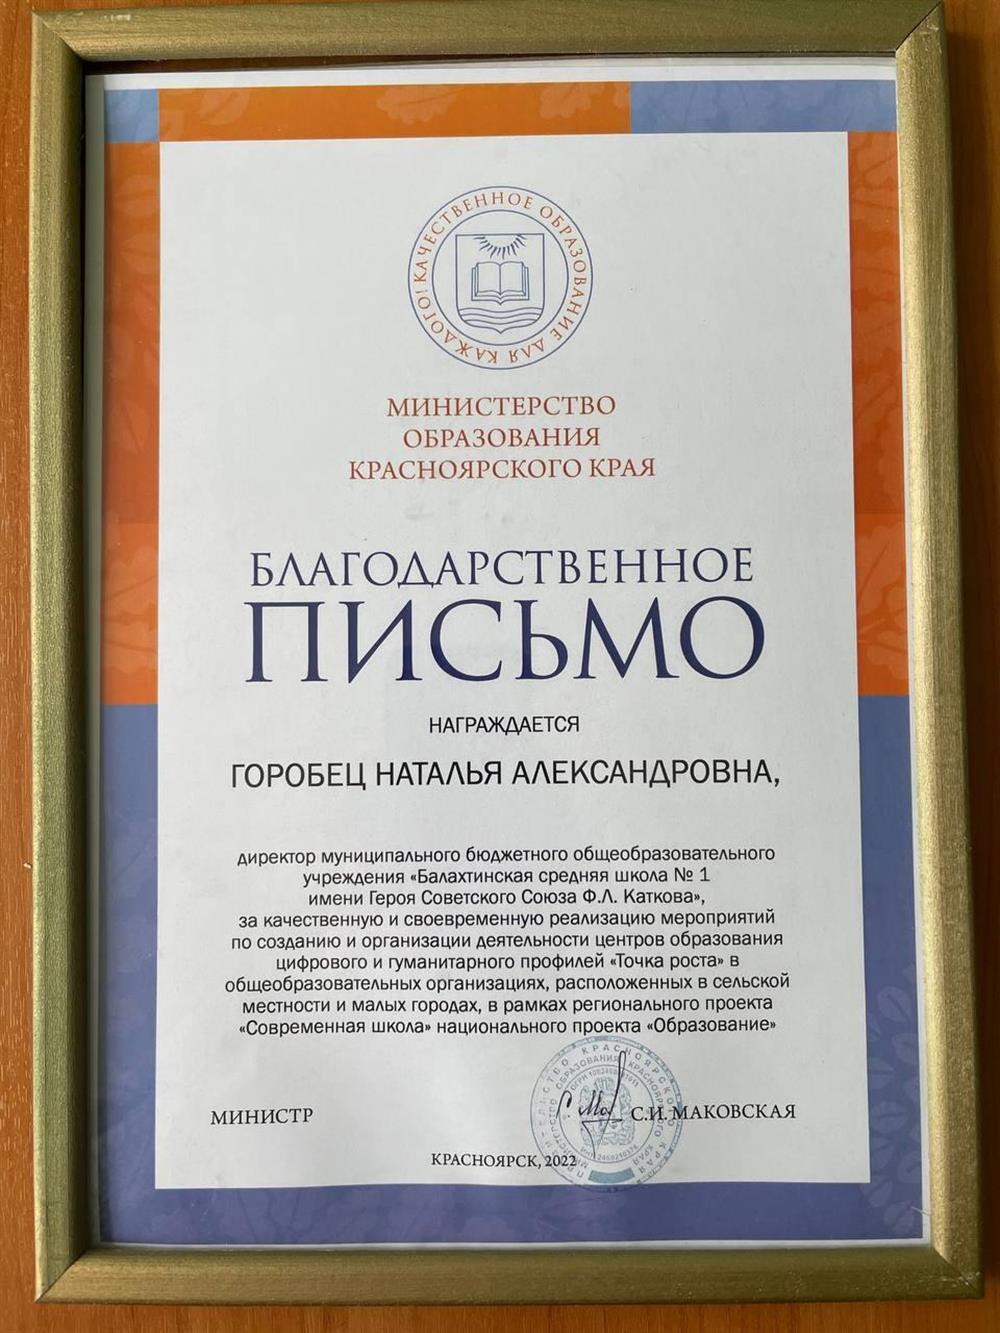 КАЧЕСТВЕННОЕ ОБРАЗОВАНИЕ ДЛЯ КАЖДОГО!
МИНИСТЕРСТВО
ОБРАЗОВАНИЯ
КРАСНОЯРСКОГО КРАЯ
БЛАГОДАРСТВЕННОЕ
ПИСЬМО
НАГРАЖДАЕТСЯ
ГОРОБЕЦ НАТАЛЬЯ АЛЕКСАНДРОВНА,
директор муниципального бюджетного общеобразовательного
учреждения «Балахтинская средняя школа № 1
имени Героя Советского Союза Ф.Л. Каткова»,
за качественную и своевременную реализацию мероприятий
по созданию и организации деятельности центров образования
цифрового и гуманитарного профилей «Точка роста» в
общеобразовательных организациях, расположенных в сельской
местности и малых городах, в рамках регионального проекта
«Современная школа» национального проекта «Образование»
МИНИСТР
С.И. МАКОВСКАЯ
КРАСНОЯРСК, 2022